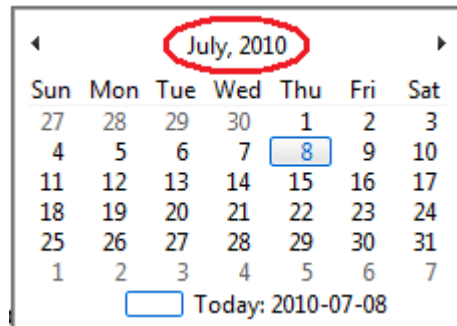 July, 2010
Sun Mon Tue Wed Thu Fri Sat
27 28 29 30 1 2 3
4 5 6 7 8 9 10
11 12 13 14 15 16 17
18 19 20 21 22 23 24
25 26 27 28 29 30 31
1 2 3 4 5 6 7
Today: 2010-07-08